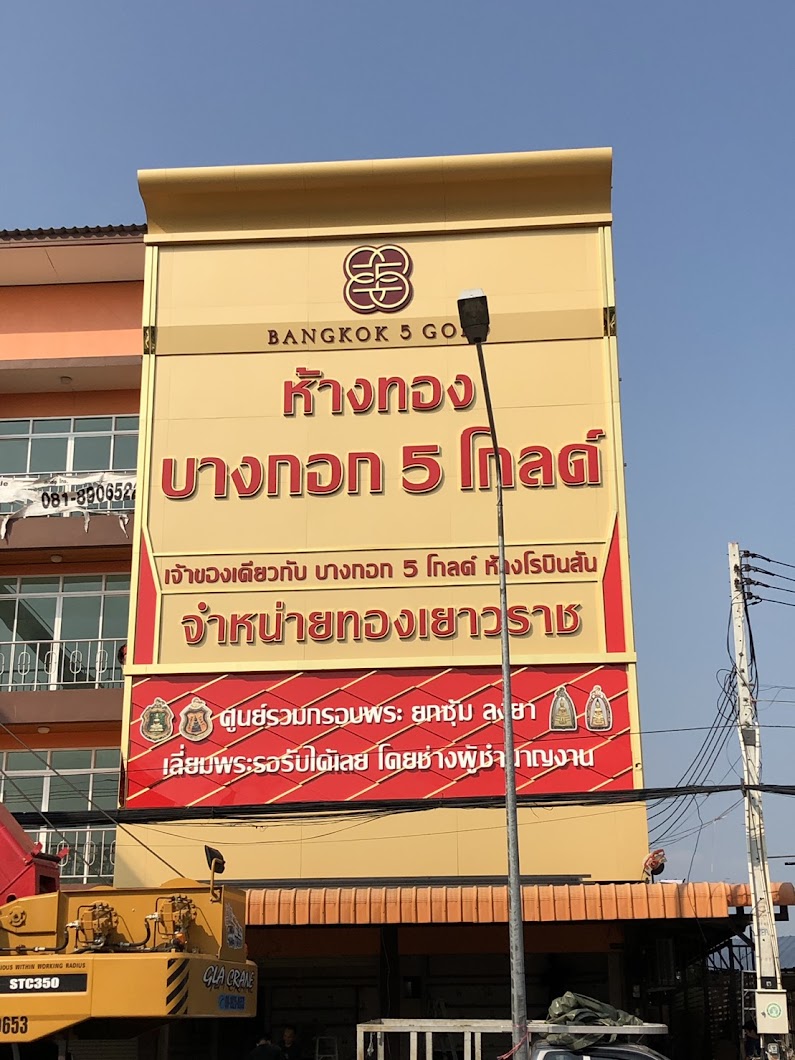 BANGKOK 5 GO
ห้างทอง
บางกอก 5 โกลด์
081-8906522
เจ้าของเดียวกับ บางกอก 5 โกลด์ ห้างโรบินสัน
จำหน่ายทองเยาวราช
ศูนย์รวมกรอบพระ ยกซุ้ม ลงยา
เลี่ยมพระรอรับได้เลย โดยช่างผู้ชำนาญงาน
WITHIN WORKING RADIUS
STC350
GLA CRANE
0653